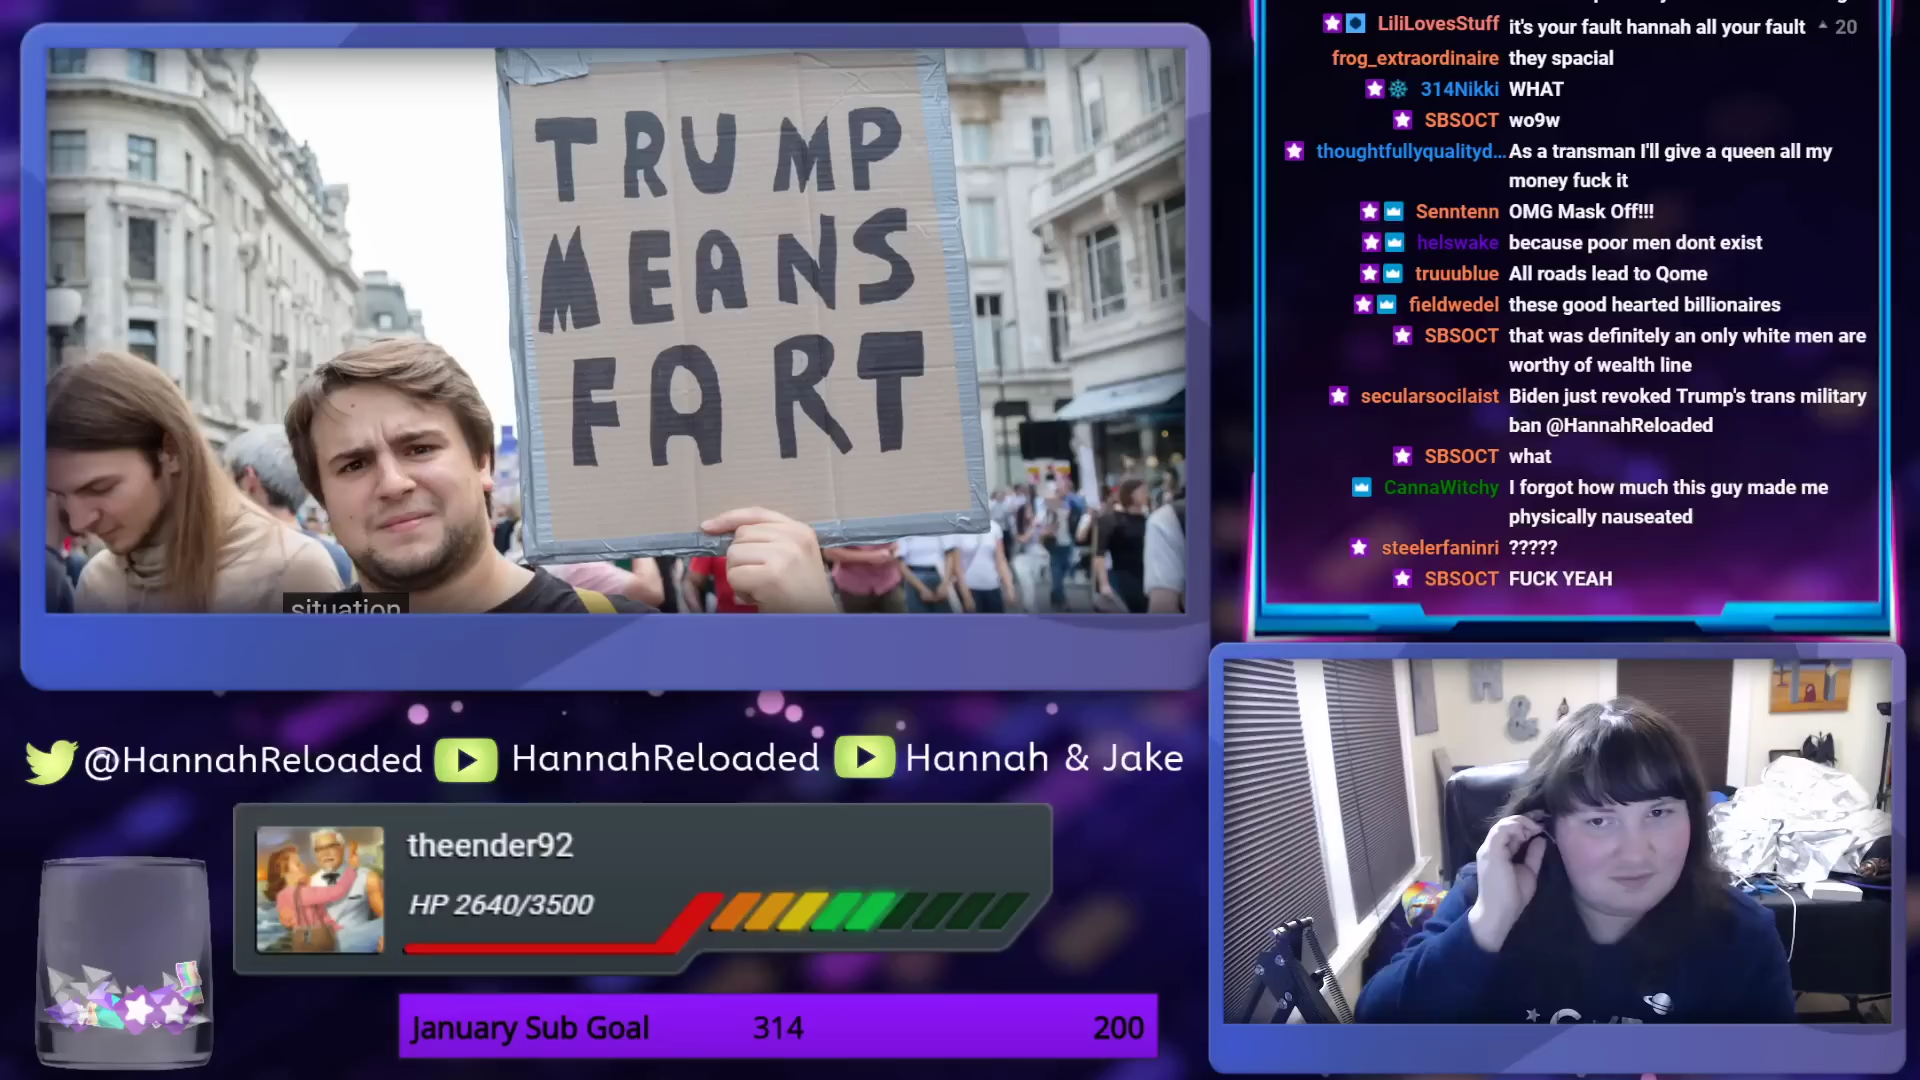 TRUMP
MEANS
FART
situation
LiliLovesStuff it's your fault hannah all your fault 20
frog_extraordinaire they spacial
314Nikki WHAT
SBSOCT wo9w
thoughtfullyqualityd... As a transman I'll give a queen all my
money fuck it
Senntenn OMG Mask Off!!!
helswake because poor men dont exist
truuublue All roads lead to Qome
fieldwedel these good hearted billionaires
SBSOCT that was definitely an only white men are
worthy of wealth line
secularsocilaist Biden just revoked Trump's trans military
ban @HannahReloaded
SBSOCT what
CannaWitchy I forgot how much this guy made me
physically nauseated
steelerfaninri ?????
SBSOCT FUCK YEAH
@HannahReloaded HannahReloaded Hannah & Jake
theender92
HP 2640/3500
January Sub Goal 314 200